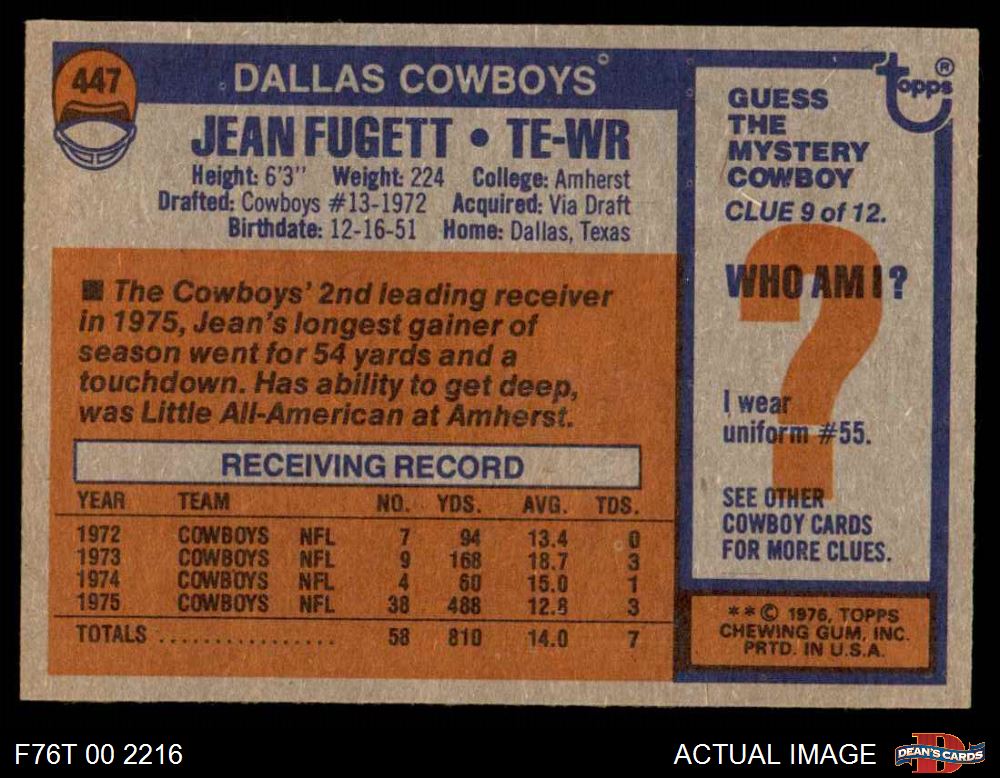 447
DALLAS COWBOYS
JEAN FUGETT • TE-WR
Height: 6'3" Weight: 224 College: Amherst
Drafted: Cowboys #13-1972 Acquired: Via Draft
Birthdate: 12-16-51 Home: Dallas, Texas
■ The Cowboys' 2nd leading receiver
in 1975, Jean's longest gainer of
season went for 54 yards and a
touchdown. Has ability to get deep,
was Little All-American at Amherst.
RECEIVING RECORD
YEAR TEAM NO. YDS. AVG. TDS.
1972 COWBOYS NFL 7 94 13.4 0
1973 COWBOYS NFL 9 168 18.7 3
1974 COWBOYS NFL 4 60 15.0 1
1975 COWBOYS NFL 38 488 12.8 3
TOTALS ................. 58 810 14.0 7
topps ®
GUESS
THE
MYSTERY
COWBOY
CLUE 9 of 12.
WHO AM I?
?
I wear
uniform #55.
SEE OTHER
COWBOY CARDS
FOR MORE CLUES.
**© 1976, TOPPS
CHEWING GUM, INC.
PRTD. IN U.S.A.
F76T 00 2216
ACTUAL IMAGE
DEAN'S CARDS